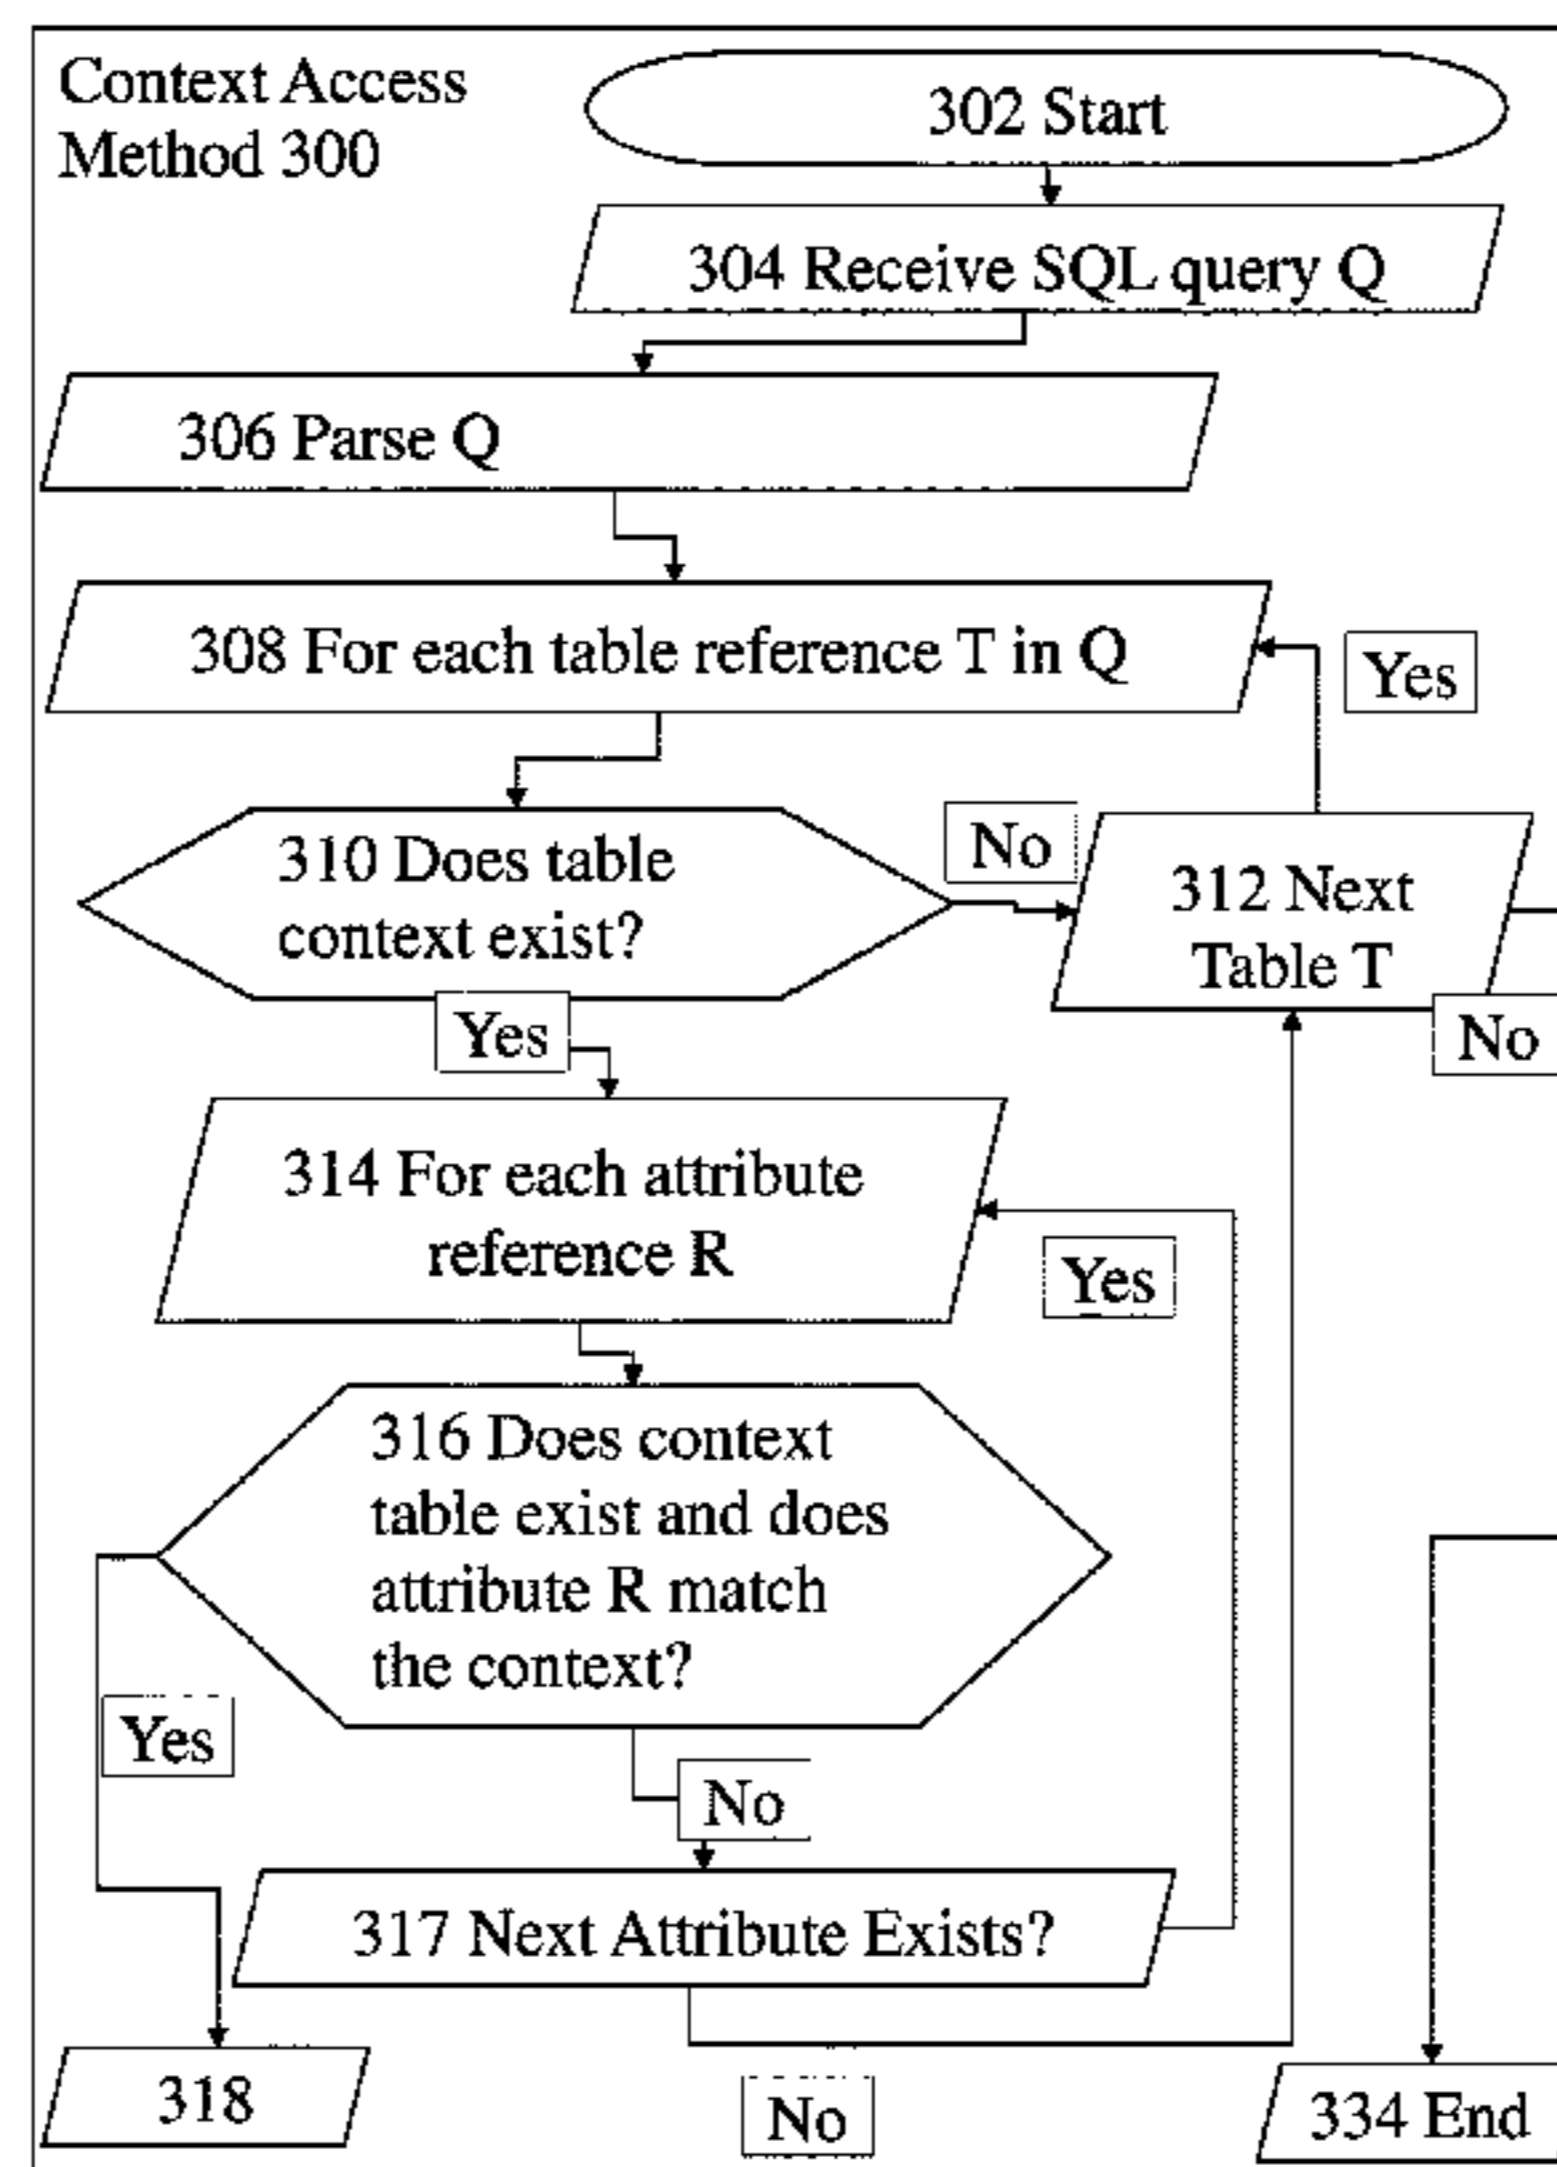 Context Access
Method 300
302 Start
304 Receive SQL query Q
306 Parse Q
308 For each table reference T in Q
Yes
310 Does table
context exist?
No
312 Next
Table T
Yes
No
314 For each attribute
reference R
Yes
316 Does context
table exist and does
attribute R match
the context?
Yes
No
317 Next Attribute Exists?
318
No
334 End